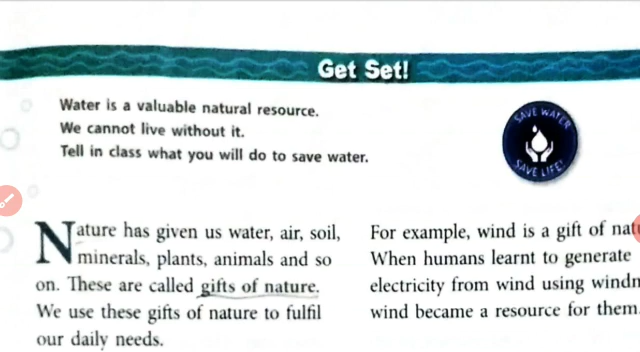 Get Set!
Water is a valuable natural resource.
We cannot live without it.
Tell in class what you will do to save water.
SAVE WATER
SAVE LIFE!
Nature has given us water, air, soil,
minerals, plants, animals and so
on. These are called gifts of nature.
We use these gifts of nature to fulfil
our daily needs.
For example, wind is a gift of
When humans learnt to generate
electricity from wind using
wind became a resource for them.